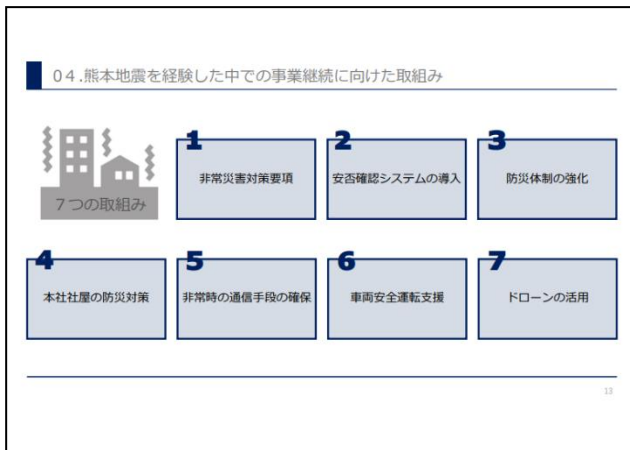 04.熊本地震を経験した中での事業継続に向けた取組み
7つの取組み
1
非常災害対策要項
2
安否確認システムの導入
3
防災体制の強化
4
本社社屋の防災対策
5
非常時の通信手段の確保
6
車両安全運転支援
7
ドローンの活用
13